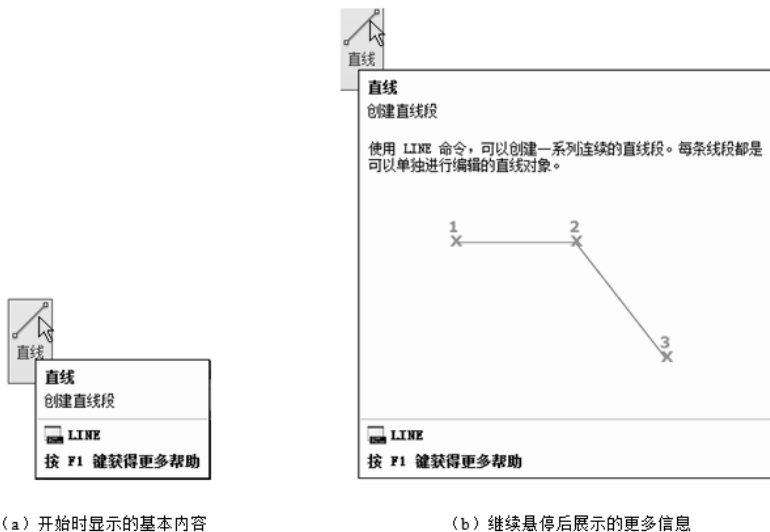 直线
直线
创建直线段
使用 LINE 命令，可以创建一系列连续的直线段。每条线段都是
可以单独进行编辑的直线对象。
1
2
3
LINE
按 F1 键获得更多帮助
直线
直线
创建直线段
LINE
按 F1 键获得更多帮助
（a）开始时显示的基本内容
（b）继续悬停后展示的更多信息